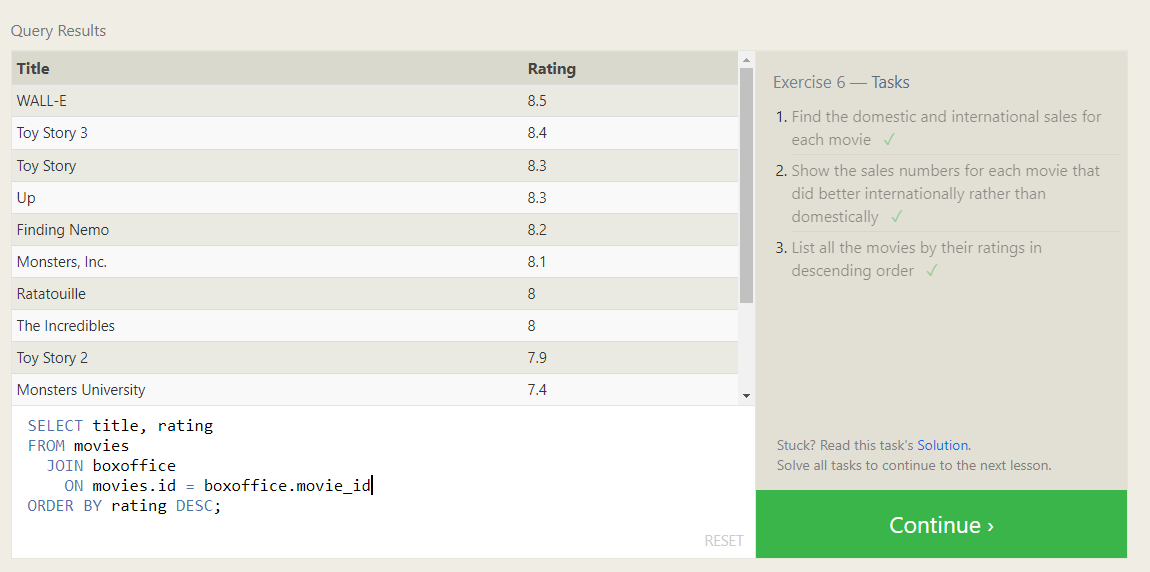 Query Results
Title Rating
WALL-E 8.5
Toy Story 3 8.4
Toy Story 8.3
Up 8.3
Finding Nemo 8.2
Monsters, Inc. 8.1
Ratatouille 8
The Incredibles 8
Toy Story 2 7.9
Monsters University 7.4
SELECT title, rating
FROM movies
JOIN boxoffice
ON movies.id = boxoffice.movie_id
ORDER BY rating DESC;
RESET
Exercise 6 — Tasks
1. Find the domestic and international sales for
each movie ✓
2. Show the sales numbers for each movie that
did better internationally rather than
domestically ✓
3. List all the movies by their ratings in
descending order ✓
Stuck? Read this task's Solution.
Solve all tasks to continue to the next lesson.
Continue ›